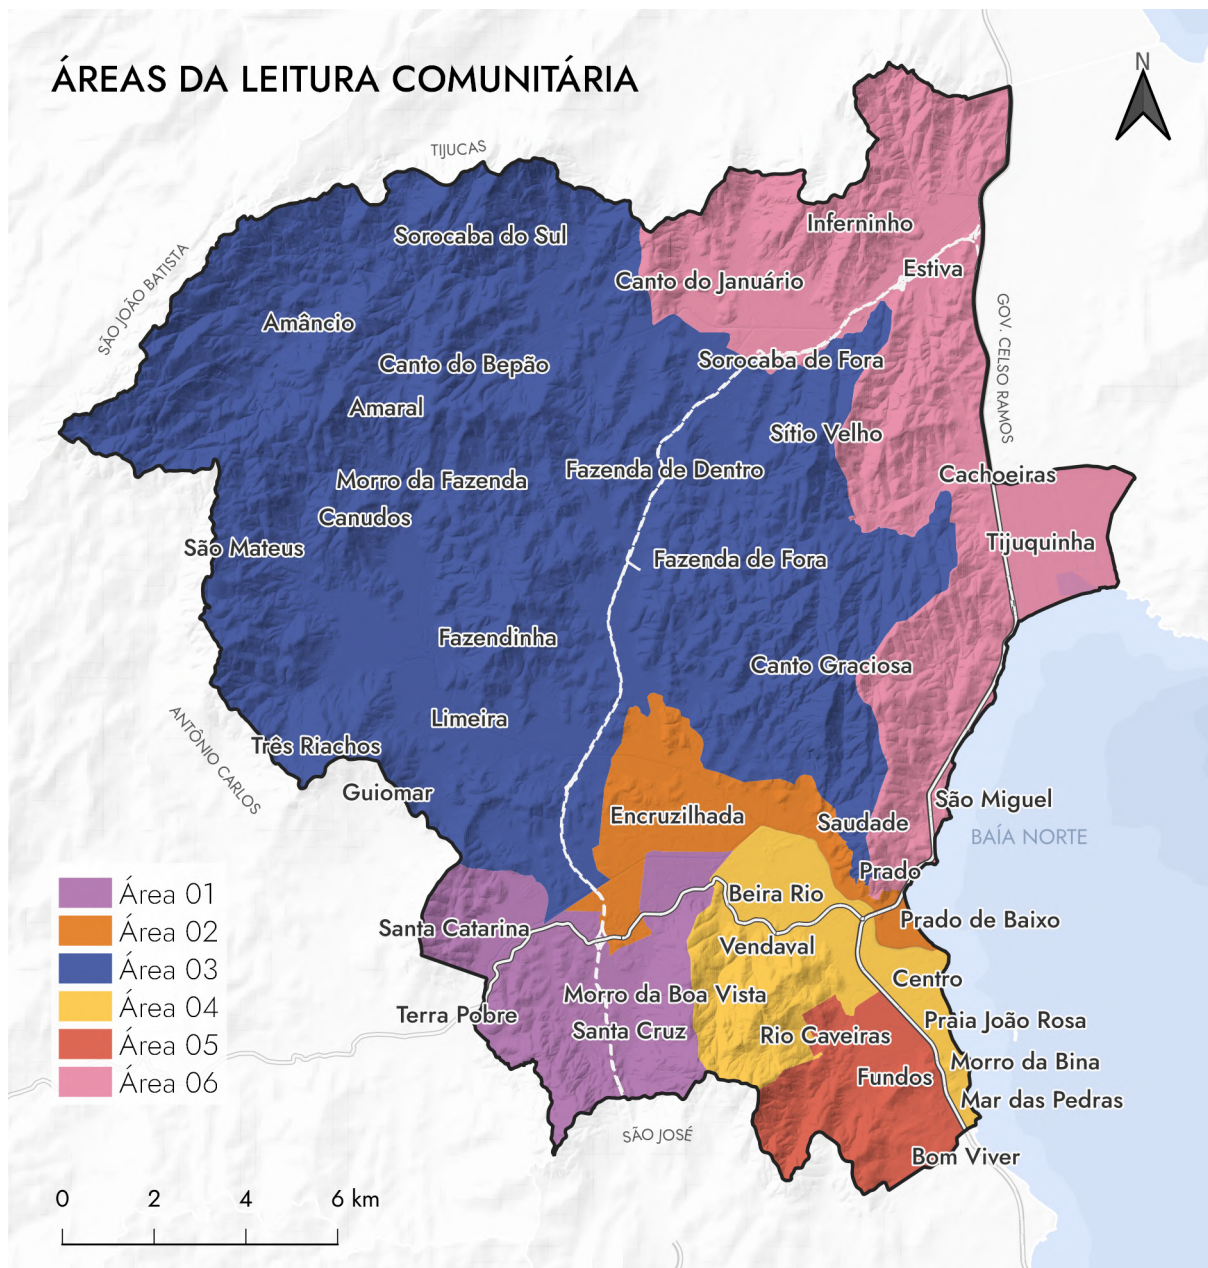 ÁREAS DA LEITURA COMUNITÁRIA
N
TIJUCAS
SÃO JOÃO BATISTA
Sorocaba do Sul
Inferninho
Canto do Januário
Estiva
GOV. CELSO RAMOS
Amâncio
Canto do Bepão
Sorocaba de Fora
Amaral
Sítio Velho
Morro da Fazenda
Fazenda de Dentro
Cachoeiras
Canudos
São Mateus
Tijuquinha
Fazenda de Fora
Fazendinha
Canto Graciosa
Limeira
ANTÔNIO CARLOS
Três Riachos
Guiomar
São Miguel
Encruzilhada
Saudade
BAÍA NORTE
Prado
Beira Rio
Prado de Baixo
Santa Catarina
Vendaval
Centro
Morro da Boa Vista
Terra Pobre
Praia João Rosa
Santa Cruz
Rio Caveiras
Morro da Bina
Fundos
Mar das Pedras
SÃO JOSÉ
Bom Viver
Área 01
Área 02
Área 03
Área 04
Área 05
Área 06
0 2 4 6 km